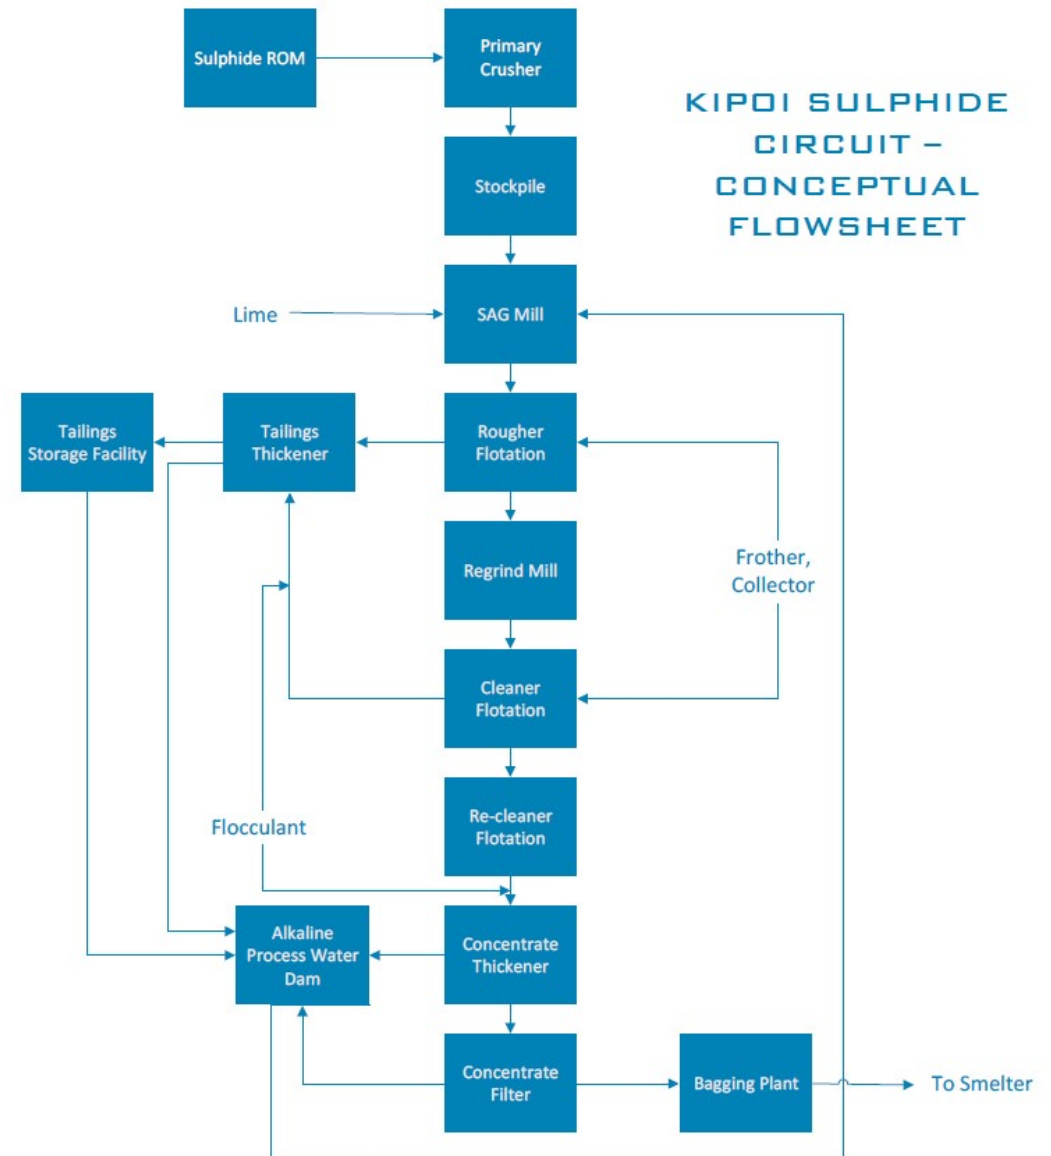 Sulphide ROM
Primary
Crusher
KIPOI SULPHIDE
CIRCUIT –
CONCEPTUAL
FLOWSHEET
Stockpile
Lime
SAG Mill
Tailings
Storage Facility
Tailings
Thickener
Rougher
Flotation
Regrind Mill
Frother,
Collector
Cleaner
Flotation
Re-cleaner
Flotation
Flocculant
Alkaline
Process Water
Dam
Concentrate
Thickener
Concentrate
Filter
Bagging Plant
To Smelter